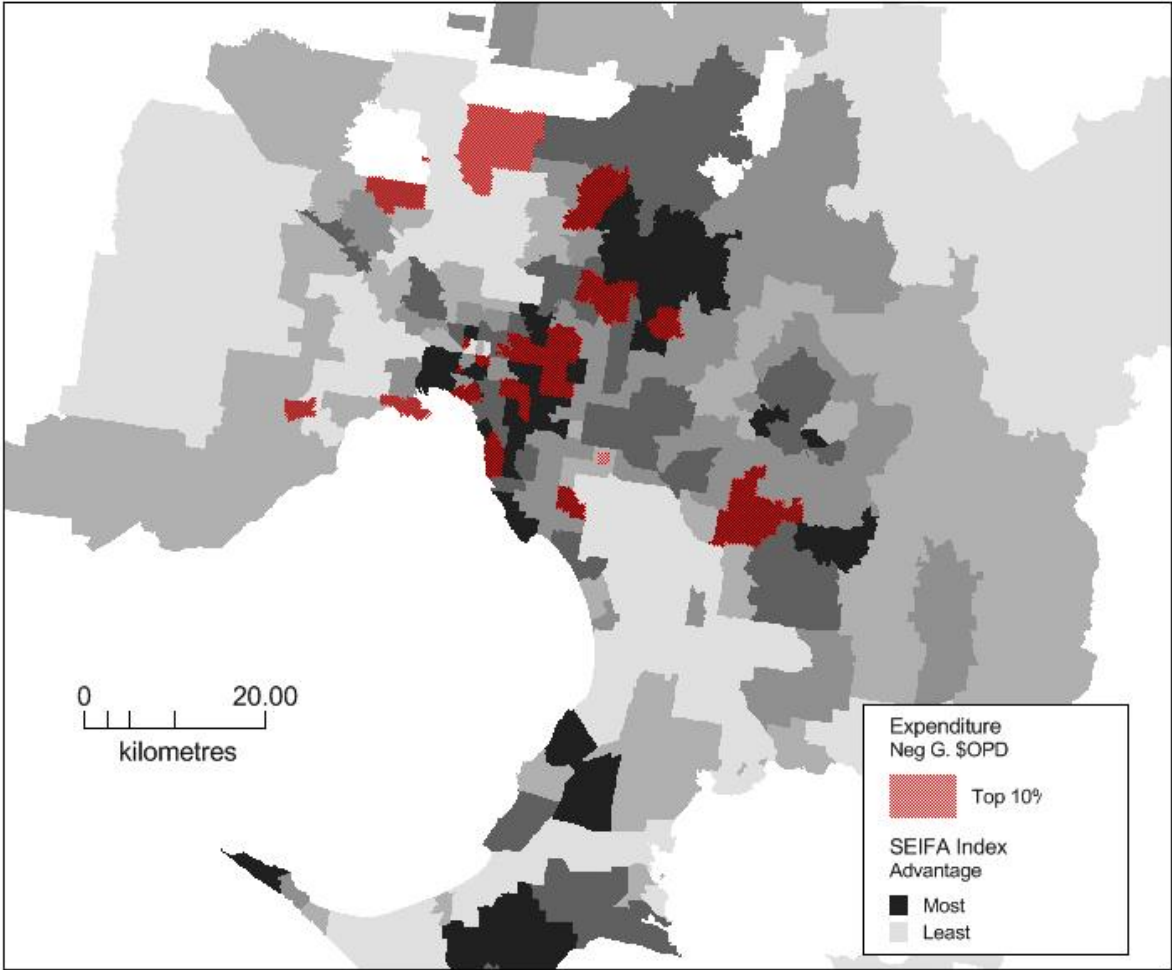 0 20.00
kilometres
Expenditure
Neg G. $OPD
Top 10%
SEIFA Index
Advantage
Most
Least